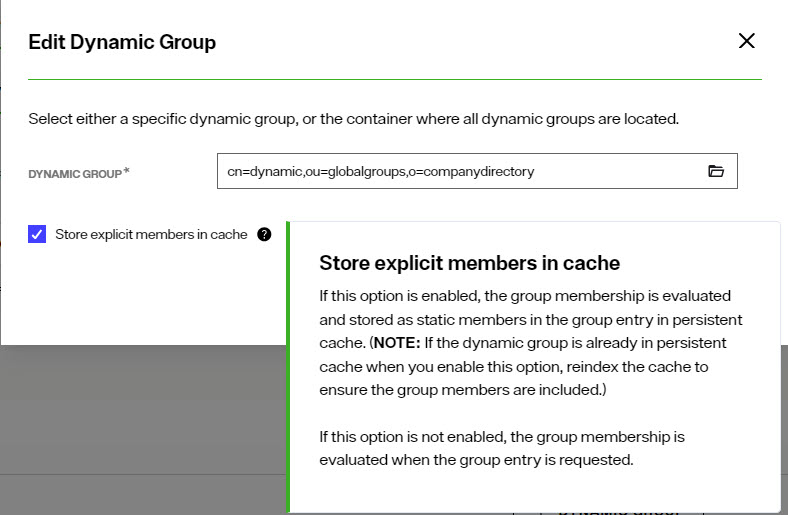 Edit Dynamic Group
Select either a specific dynamic group, or the container where all dynamic groups are located.
DYNAMIC GROUP*
cn=dynamic,ou=globalgroups,o=companydirectory
Store explicit members in cache
Store explicit members in cache
If this option is enabled, the group membership is evaluated
and stored as static members in the group entry in persistent
cache. (NOTE: If the dynamic group is already in persistent
cache when you enable this option, reindex the cache to
ensure the group members are included.)
If this option is not enabled, the group membership is
evaluated when the group entry is requested.